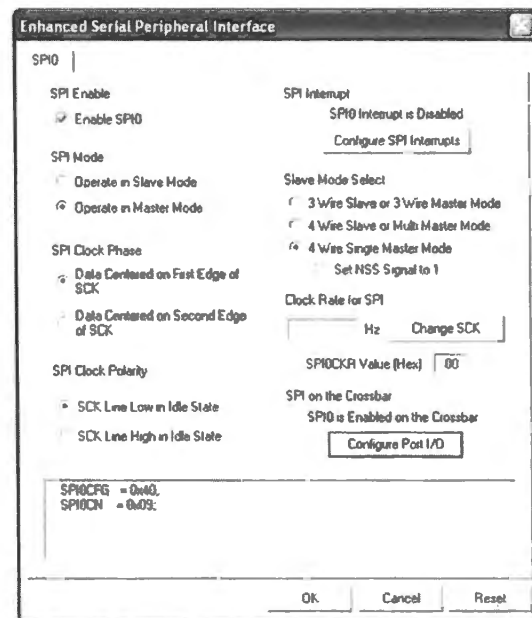 Enhanced Serial Peripheral Interface
SPI0
SPI Enable
Enable SPI0
SPI Mode
Operate in Slave Mode
Operate in Master Mode
SPI Clock Phase
Data Centered on First Edge of
SCK
Data Centered on Second Edge
of SCK
SPI Clock Polarity
SCK Line Low in Idle State
SCK Line High in Idle State
SPI Interrupt
SPI0 Interrupt is Disabled
Configure SPI Interrupts
Slave Mode Select
3 Wire Slave or 3 Wire Master Mode
4 Wire Slave or Multi Master Mode
4 Wire Single Master Mode
Set NSS Signal to 1
Clock Rate for SPI
Hz Change SCK
SPI0CKR Value (Hex) 00
SPI on the Crossbar
SPI0 is Enabled on the Crossbar
Configure Port I/O
SPI0CFG = 0x40;
SPI0CN = 0x09;
OK Cancel Reset